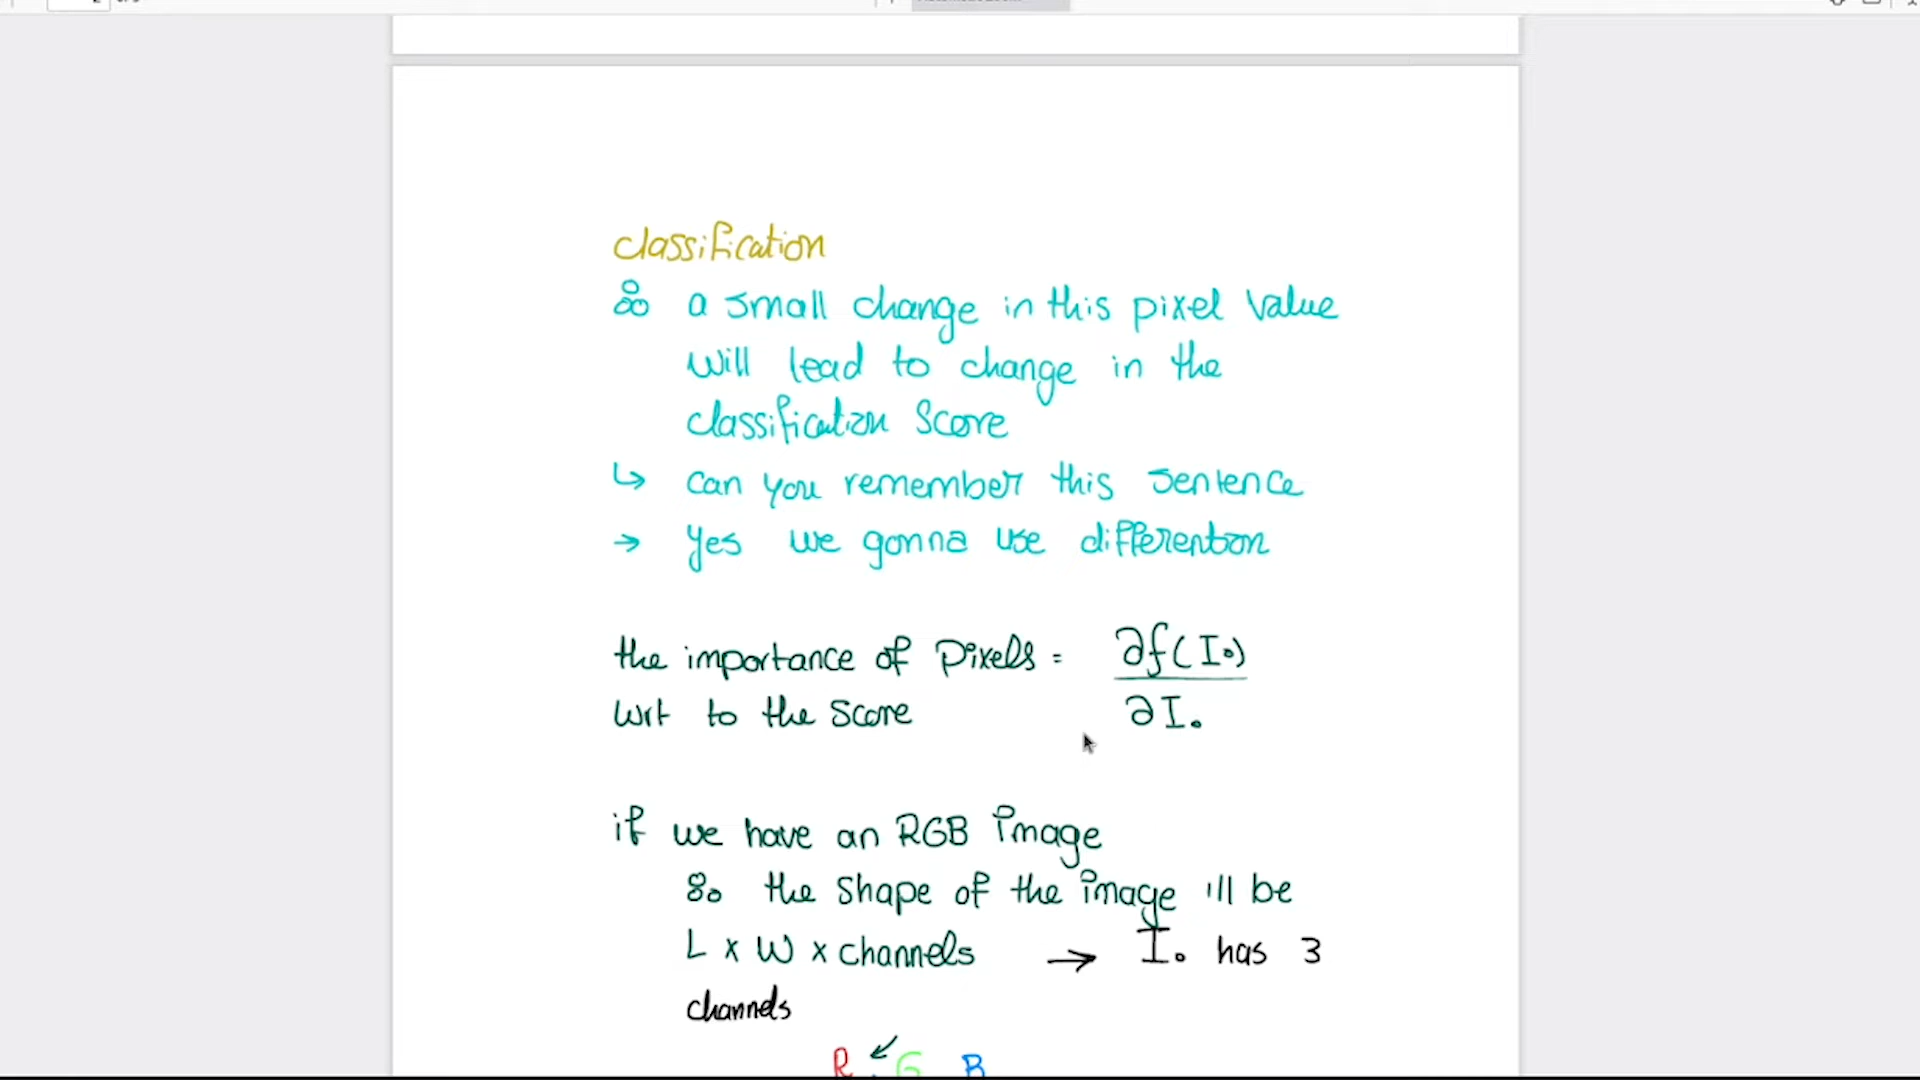 classification
∴ a small change in this pixel value
will lead to change in the
classification score
↳ can you remember this sentence
→ yes we gonna use differention
the importance of Pixels = ∂f(I₀)
wrt to the score ∂I₀
if we have an RGB image
∴ the shape of the image 'll be
L x W x channels → I₀ has 3
channels
R G B